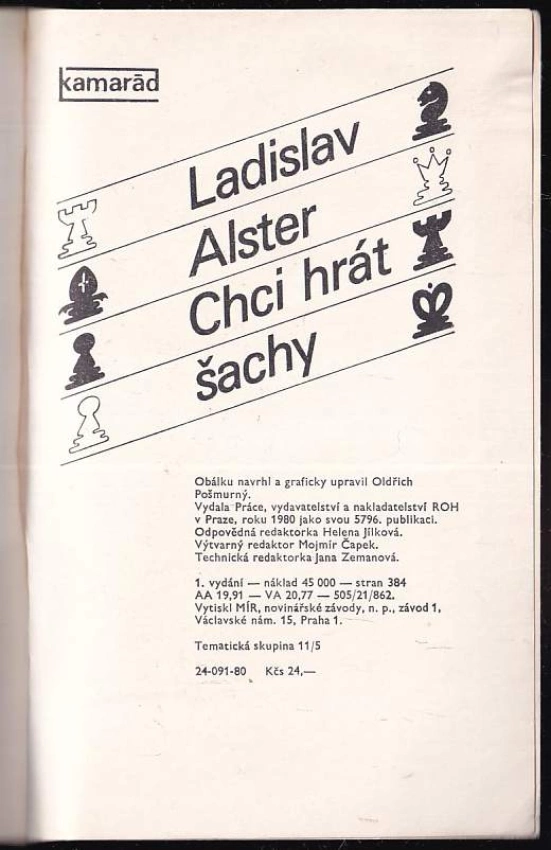 kamarád
Ladislav
Alster
Chci hrát
šachy
Obálku navrhl a graficky upravil Oldřich
Pošmurný.
Vydala Práce, vydavatelství a nakladatelství ROH
v Praze, roku 1980 jako svou 5796. publikaci.
Odpovědná redaktorka Helena Jílková.
Výtvarný redaktor Mojmír Čapek.
Technická redaktorka Jana Zemanová.
1. vydání — náklad 45 000 — stran 384
AA 19,91 — VA 20,77 — 505/21/862.
Vytiskl MÍR, novinářské závody, n. p., závod 1,
Václavské nám. 15, Praha 1.
Tematická skupina 11/5
24-091-80 Kčs 24,—